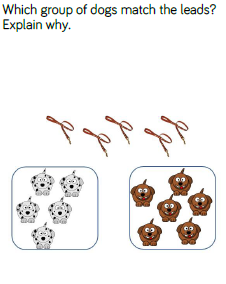 Which group of dogs match the leads?
Explain why.